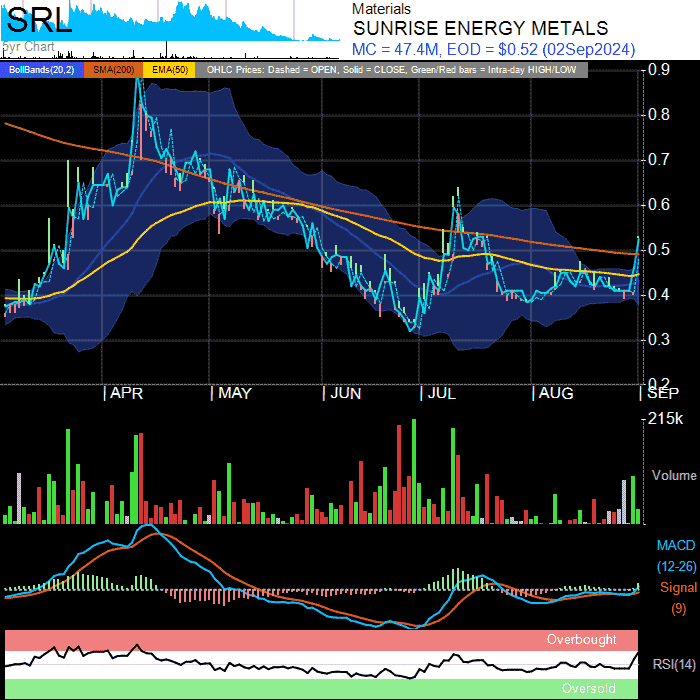 SRL
5yr Chart
Materials
SUNRISE ENERGY METALS
MC = 47.4M, EOD = $0.52 (02Sep2024)
BollBands(20,2) SMA(200) EMA(50) OHLC Prices: Dashed = OPEN, Solid = CLOSE, Green/Red bars = Intra-day HIGH/LOW
0.9
0.8
0.7
0.6
0.5
0.4
0.3
0.2
| APR | MAY | JUN | JUL | AUG | SEP
215k
Volume
MACD
(12-26)
Signal
(9)
Overbought
RSI(14)
Oversold